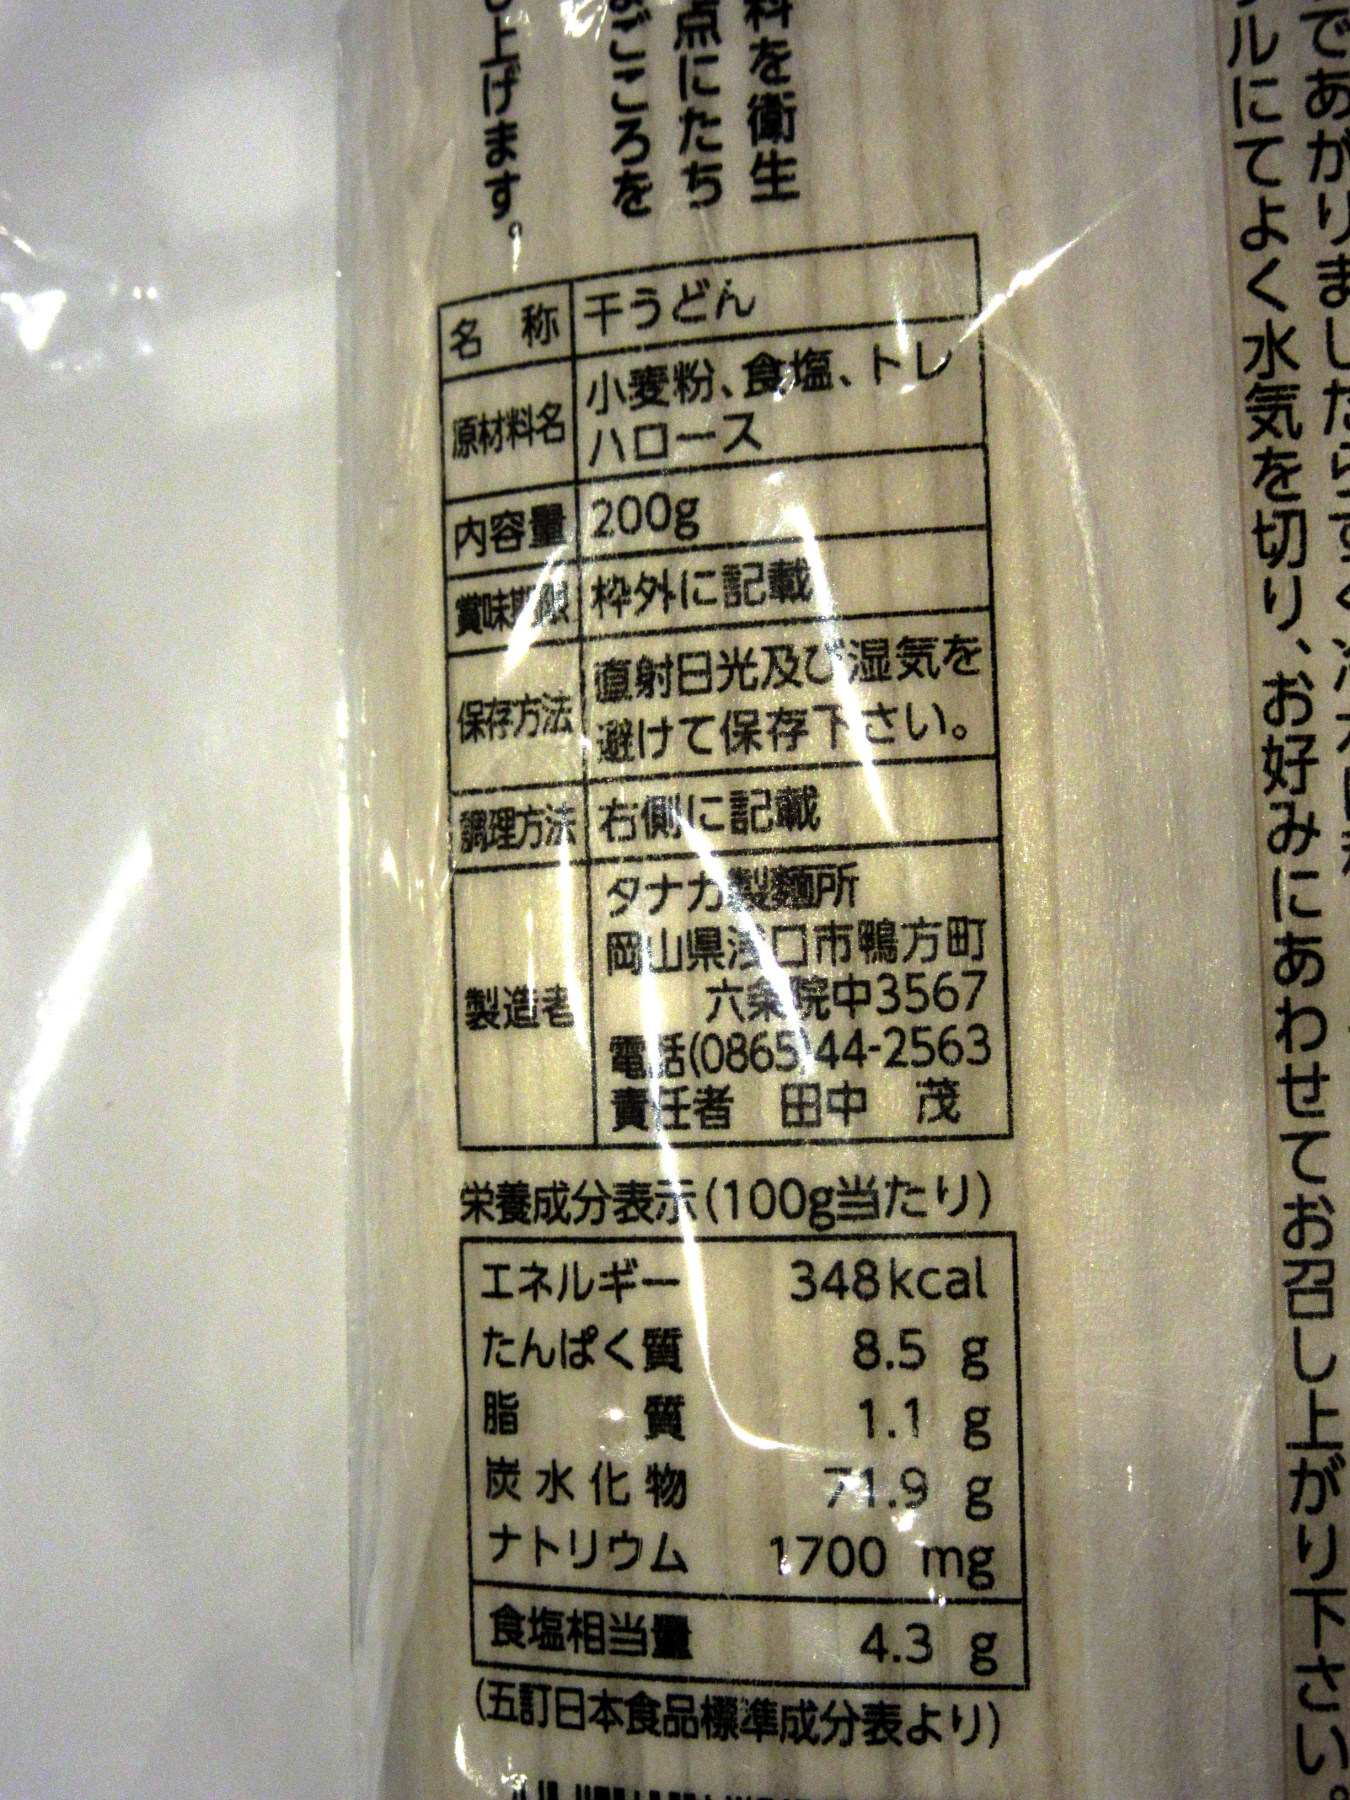 料を衛生
点にたち
ごころを
上げます。
名 称 干うどん
原材料名 小麦粉、食塩、トレ
ハロース
内容量 200g
賞味期限 枠外に記載
保存方法 直射日光及び湿気を
避けて保存下さい。
調理方法 右側に記載
製造者 タナカ製麺所
岡山県浅口市鴨方町
六条院中3567
電話(0865)44-2563
責任者 田中 茂
栄養成分表示(100g当たり)
エネルギー 348kcal
たんぱく質 8.5 g
脂 質 1.1 g
炭水化物 71.9 g
ナトリウム 1700 mg
食塩相当量 4.3 g
(五訂日本食品標準成分表より)
であがりましたらすぐ
ルにてよく水気を切り、お好みにあわせてお召し上がり下さい。